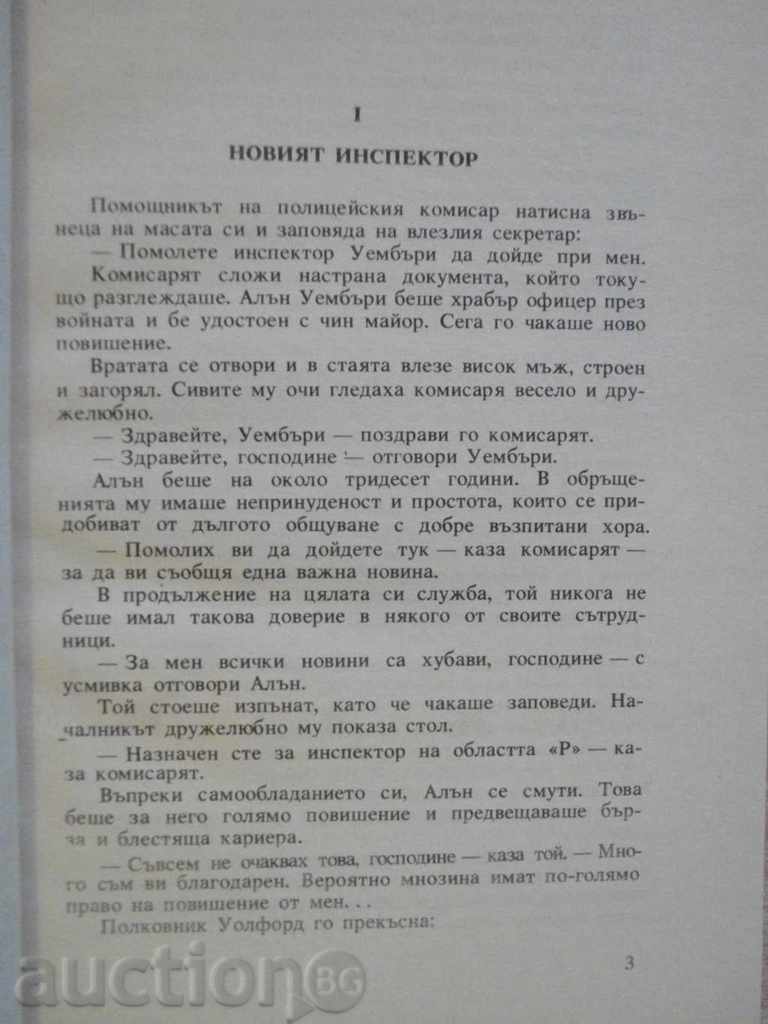 I
НОВИЯТ ИНСПЕКТОР
Помощникът на полицейския комисар натисна звъ-
неца на масата си и заповяда на влезлия секретар:
— Помолете инспектор Уембъри да дойде при мен.
Комисарят сложи настрана документа, който току-
що разглеждаше. Алън Уембъри беше храбър офицер през
войната и бе удостоен с чин майор. Сега го чакаше ново
повишение.
Вратата се отвори и в стаята влезе висок мъж, строен
и загорял. Сивите му очи гледаха комисаря весело и дру-
желюбно.
— Здравейте, Уембъри — поздрави го комисарят.
— Здравейте, господине — отговори Уембъри.
Алън беше на около тридесет години. В обръще-
нията му имаше непринуденост и простота, които се при-
добиват от дългото общуване с добре възпитани хора.
— Помолих ви да дойдете тук — каза комисарят —
за да ви съобщя една важна новина.
В продължение на цялата си служба, той никога не
беше имал такова доверие в някого от своите сътруд-
ници.
— За мен всички новини са хубави, господине — с
усмивка отговори Алън.
Той стоеше изпънат, като че чакаше заповеди. На-
чалникът дружелюбно му показа стол.
— Назначен сте за инспектор на областта «Р» — ка-
за комисарят.
Въпреки самообладанието си, Алън се смути. Това
беше за него голямо повишение и предвещаваше бър-
за и блестяща кариера.
— Съвсем не очаквах това, господине — каза той. — Мно-
го съм ви благодарен. Вероятно мнозина имат по-голямо
право на повишение от мен...
Полковник Уолфорд го прекъсна:
3
auction BG